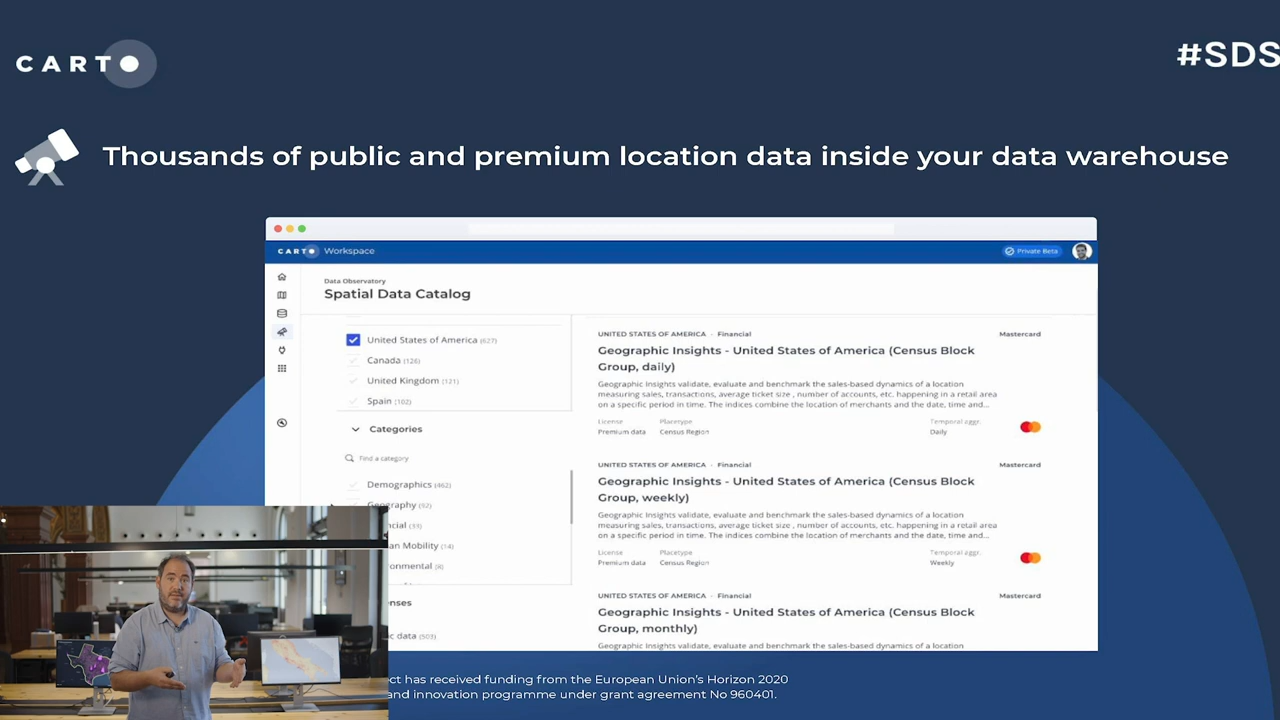 CARTO
#SDS
Thousands of public and premium location data inside your data warehouse
CARTO Workspace
Private Beta
Data Observatory
Spatial Data Catalog
United States of America (627)
Canada (126)
United Kingdom (121)
Spain (102)
Categories
Find a category
Demographics (462)
Geography (92)
ncial (33)
an Mobility (14)
ronmental (8)
enses
ic data (503)
UNITED STATES OF AMERICA · Financial
Mastercard
Geographic Insights - United States of America (Census Block
Group, daily)
Geographic Insights validate, evaluate and benchmark the sales-based dynamics of a location
measuring sales, transactions, average ticket size , number of accounts, etc. happening in a retail area
on a specific period in time. The indices combine the location of merchants and the date, time and...
License
Placetype
Temporal aggr.
Premium data
Census Region
Daily
UNITED STATES OF AMERICA · Financial
Mastercard
Geographic Insights - United States of America (Census Block
Group, weekly)
Geographic Insights validate, evaluate and benchmark the sales-based dynamics of a location
measuring sales, transactions, average ticket size , number of accounts, etc. happening in a retail area
on a specific period in time. The indices combine the location of merchants and the date, time and...
License
Placetype
Temporal aggr.
Premium data
Census Region
Weekly
UNITED STATES OF AMERICA · Financial
Mastercard
Geographic Insights - United States of America (Census Block
Group, monthly)
Geographic Insights validate, evaluate and benchmark the sales-based dynamics of a location
ct has received funding from the European Union's Horizon 2020
and innovation programme under grant agreement No 960401.